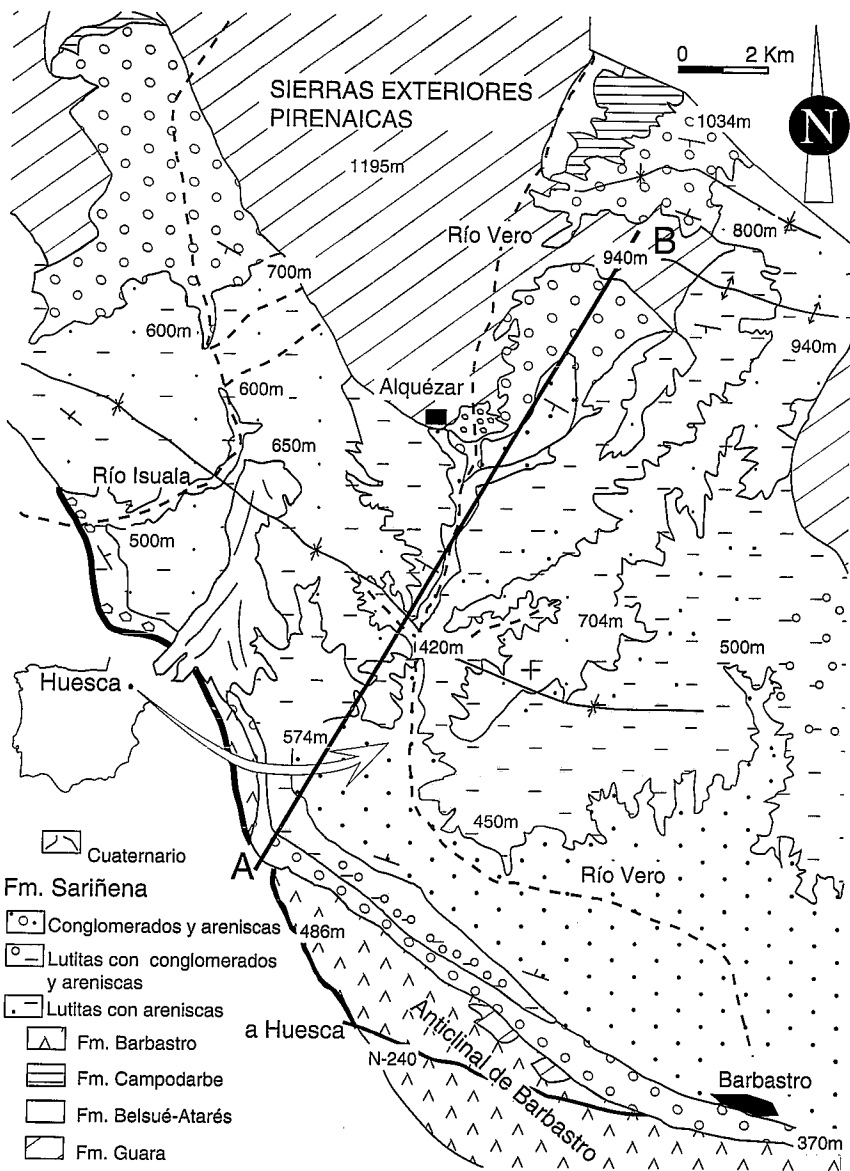 0 2 Km
SIERRAS EXTERIORES
PIRENAICAS
1034m
N
1195m
Río Vero
B
800m
940m
700m
600m
940m
600m
Alquézar
650m
Río Isuala
500m
704m
420m
500m
Huesca
574m
450m
Cuaternario
A
Río Vero
Fm. Sariñena
Conglomerados y areniscas
486m
Lutitas con conglomerados
y areniscas
Lutitas con areniscas
a Huesca
Anticlinal de Barbastro
Fm. Barbastro
N-240
Fm. Campodarbe
Barbastro
Fm. Belsué-Atarés
370m
Fm. Guara